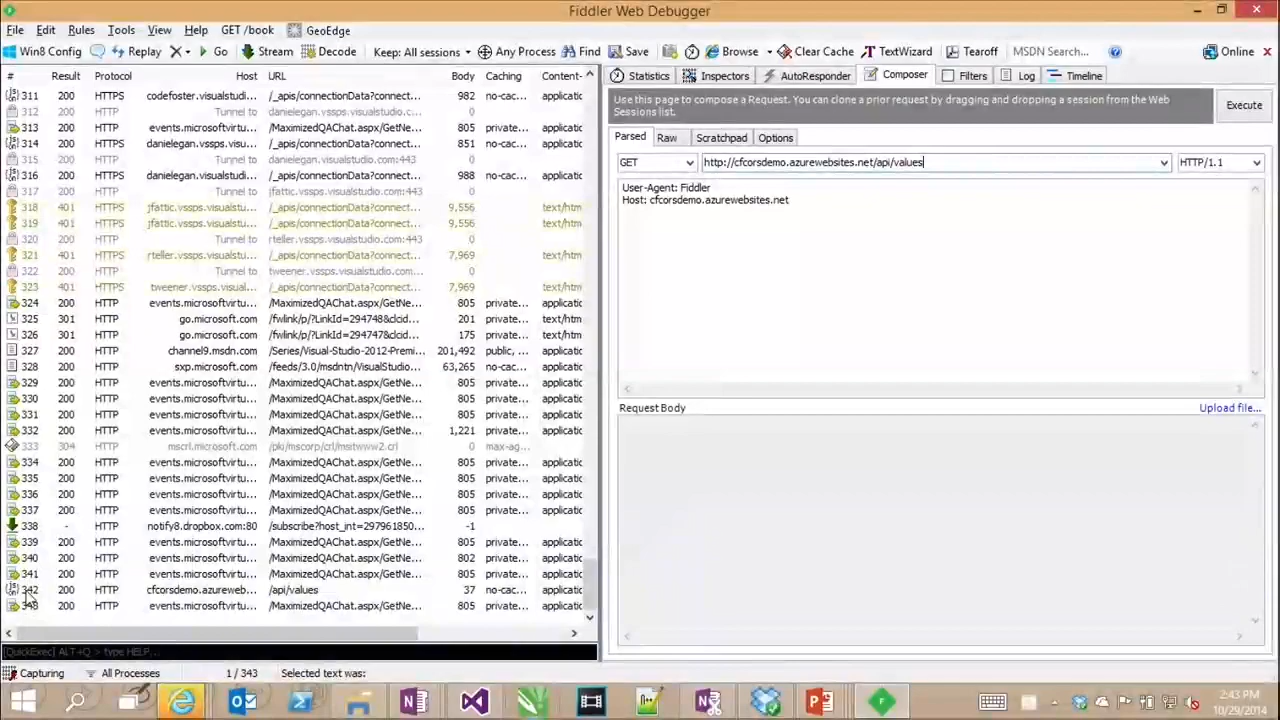 Fiddler Web Debugger
File Edit Rules Tools View Help GET /book GeoEdge
Win8 Config Replay Go Stream Decode Keep: All sessions Any Process Find Save Browse Clear Cache TextWizard Tearoff MSDN Search... Online
# Result Protocol Host URL Body Caching Content-
311 200 HTTPS codefoster.visualstudi... /_apis/connectionData?connect... 982 no-cac... applicatic
312 200 Tunnel to danielegan.vssps.visualstudio.c...  0
313 200 HTTP events.microsoftvirtu... /MaximizedQAChat.aspx/GetNe... 805 private... applicatic
314 200 HTTPS danielegan.vssps.vis... /_apis/connectionData?connect... 851 no-cac... applicatic
315 200 Tunnel to danielegan.visualstudio.com:443 0
316 200 HTTPS danielegan.visualstu... /_apis/connectionData?connect... 988 no-cac... applicatic
317 200 Tunnel to jfattic.vssps.visualstudio.com:443 0
318 401 HTTPS jfattic.vssps.visualstu... /_apis/connectionData?connect... 9,556 text/htm
319 401 HTTPS jfattic.vssps.visualstu... /_apis/connectionData?connect... 9,556 text/htm
320 200 Tunnel to rteller.vssps.visualstudio.com:443 0
321 401 HTTPS rteller.vssps.visualstu... /_apis/connectionData?connect... 7,969 text/htm
322 200 Tunnel to tweener.vssps.visualstudio.com... 0
323 401 HTTPS tweener.vssps.visual... /_apis/connectionData?connect... 7,969 text/htm
324 200 HTTP events.microsoftvirtu... /MaximizedQAChat.aspx/GetNe... 805 private... applicatic
325 301 HTTP go.microsoft.com /fwlink/p/?LinkId=294748&clcid... 201 text/htm
326 301 HTTP go.microsoft.com /fwlink/p/?LinkId=294747&clcid... 175 text/htm
327 200 HTTP channel9.msdn.com /Series/Visual-Studio-2012-Premi... 201,492 public, ... applicatic
328 200 HTTP sxp.microsoft.com /feeds/3.0/msdntn/VisualStudio... 63,265 no-cac... applicatic
329 200 HTTP events.microsoftvirtu... /MaximizedQAChat.aspx/GetNe... 805 private... applicatic
330 200 HTTP events.microsoftvirtu... /MaximizedQAChat.aspx/GetNe... 805 private... applicatic
331 200 HTTP events.microsoftvirtu... /MaximizedQAChat.aspx/GetNe... 805 private... applicatic
332 200 HTTP events.microsoftvirtu... /MaximizedQAChat.aspx/GetNe... 1,221 private... applicatic
333 304 HTTP mscrl.microsoft.com /pki/mscorp/crl/msitwww2.crl 0 max-ag...
334 200 HTTP events.microsoftvirtu... /MaximizedQAChat.aspx/GetNe... 805 private... applicatic
335 200 HTTP events.microsoftvirtu... /MaximizedQAChat.aspx/GetNe... 805 private... applicatic
336 200 HTTP events.microsoftvirtu... /MaximizedQAChat.aspx/GetNe... 805 private... applicatic
337 200 HTTP events.microsoftvirtu... /MaximizedQAChat.aspx/GetNe... 805 private... applicatic
338 - HTTP notify8.dropbox.com:80 /subscribe?host_int=297961850... -1
339 200 HTTP events.microsoftvirtu... /MaximizedQAChat.aspx/GetNe... 805 private... applicatic
340 200 HTTP events.microsoftvirtu... /MaximizedQAChat.aspx/GetNe... 802 private... applicatic
341 200 HTTP events.microsoftvirtu... /MaximizedQAChat.aspx/GetNe... 805 private... applicatic
342 200 HTTP cfcorsdemo.azureweb... /api/values 37 no-cac... applicatic
343 200 HTTP events.microsoftvirtu... /MaximizedQAChat.aspx/GetNe... 805 private... applicatic
[QuickExec] ALT+Q > type HELP...
Capturing All Processes 1 / 343 Selected text was:
Statistics Inspectors AutoResponder Composer Filters Log Timeline
Use this page to compose a Request. You can clone a prior request by dragging and dropping a session from the Web
Sessions list.
Execute
Parsed Raw Scratchpad Options
GET http://cfcorsdemo.azurewebsites.net/api/values HTTP/1.1
User-Agent: Fiddler
Host: cfcorsdemo.azurewebsites.net
Request Body Upload file...
2:43 PM
10/29/2014